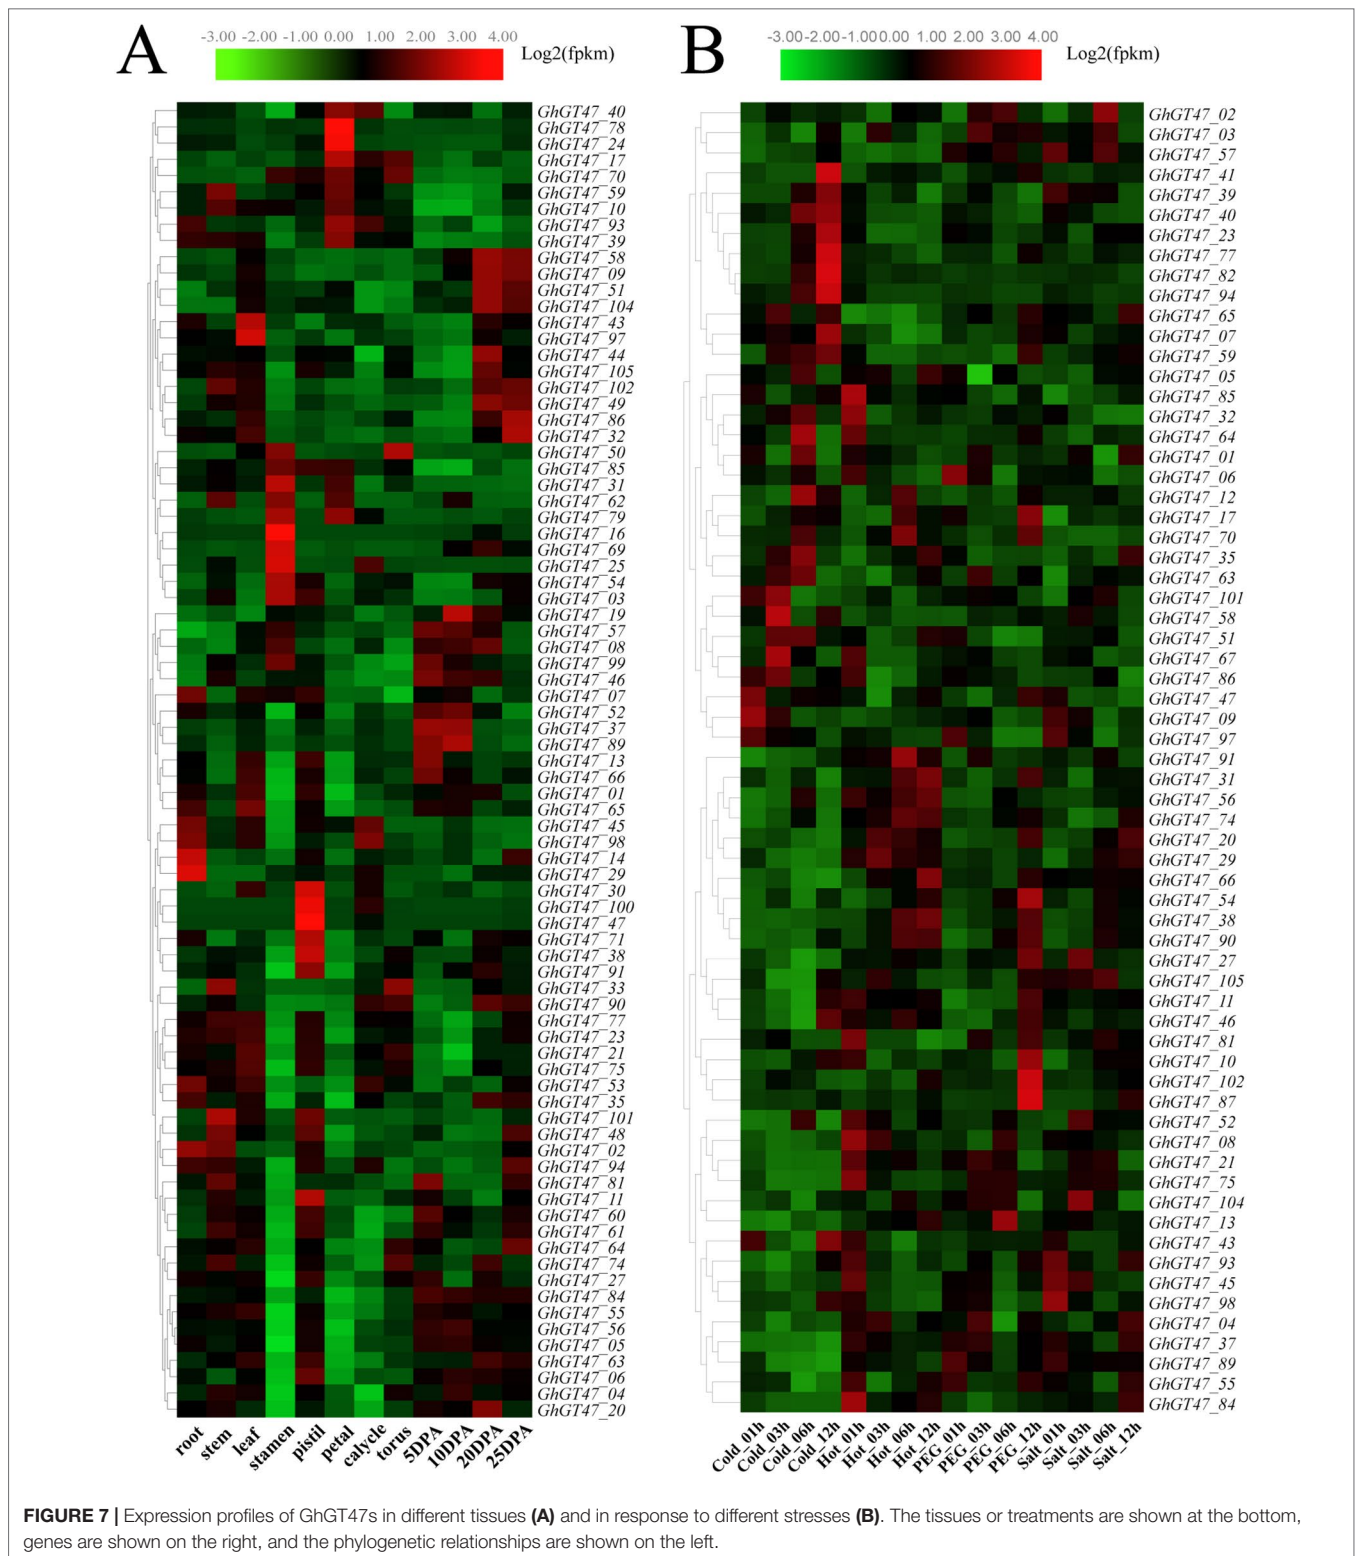 A
-3.00 -2.00 -1.00 0.00 1.00 2.00 3.00 4.00
Log2(fpkm)
GhGT47_40
GhGT47_78
GhGT47_24
GhGT47_17
GhGT47_70
GhGT47_59
GhGT47_10
GhGT47_93
GhGT47_39
GhGT47_58
GhGT47_09
GhGT47_51
GhGT47_104
GhGT47_43
GhGT47_97
GhGT47_44
GhGT47_105
GhGT47_102
GhGT47_49
GhGT47_86
GhGT47_32
GhGT47_50
GhGT47_85
GhGT47_31
GhGT47_62
GhGT47_79
GhGT47_16
GhGT47_69
GhGT47_25
GhGT47_54
GhGT47_03
GhGT47_19
GhGT47_57
GhGT47_08
GhGT47_99
GhGT47_46
GhGT47_07
GhGT47_52
GhGT47_37
GhGT47_89
GhGT47_13
GhGT47_66
GhGT47_01
GhGT47_65
GhGT47_45
GhGT47_98
GhGT47_14
GhGT47_29
GhGT47_30
GhGT47_100
GhGT47_47
GhGT47_71
GhGT47_38
GhGT47_91
GhGT47_33
GhGT47_90
GhGT47_77
GhGT47_23
GhGT47_21
GhGT47_75
GhGT47_53
GhGT47_35
GhGT47_101
GhGT47_48
GhGT47_02
GhGT47_94
GhGT47_81
GhGT47_11
GhGT47_60
GhGT47_61
GhGT47_64
GhGT47_74
GhGT47_27
GhGT47_84
GhGT47_55
GhGT47_56
GhGT47_05
GhGT47_63
GhGT47_06
GhGT47_04
GhGT47_20
root stem leaf stamen pistil petal calycle torus 5DPA 10DPA 20DPA 25DPA
B
-3.00 -2.00 -1.00 0.00 1.00 2.00 3.00 4.00
Log2(fpkm)
GhGT47_02
GhGT47_03
GhGT47_57
GhGT47_41
GhGT47_39
GhGT47_40
GhGT47_23
GhGT47_77
GhGT47_82
GhGT47_94
GhGT47_65
GhGT47_07
GhGT47_59
GhGT47_05
GhGT47_85
GhGT47_32
GhGT47_64
GhGT47_01
GhGT47_06
GhGT47_12
GhGT47_17
GhGT47_70
GhGT47_35
GhGT47_63
GhGT47_101
GhGT47_58
GhGT47_51
GhGT47_67
GhGT47_86
GhGT47_47
GhGT47_09
GhGT47_97
GhGT47_91
GhGT47_31
GhGT47_56
GhGT47_74
GhGT47_20
GhGT47_29
GhGT47_66
GhGT47_54
GhGT47_38
GhGT47_90
GhGT47_27
GhGT47_105
GhGT47_11
GhGT47_46
GhGT47_81
GhGT47_10
GhGT47_102
GhGT47_87
GhGT47_52
GhGT47_08
GhGT47_21
GhGT47_75
GhGT47_104
GhGT47_13
GhGT47_43
GhGT47_93
GhGT47_45
GhGT47_98
GhGT47_04
GhGT47_37
GhGT47_89
GhGT47_55
GhGT47_84
Cold_01h Cold_03h Cold_06h Cold_12h Hot_01h Hot_03h Hot_06h Hot_12h PEG_01h PEG_03h PEG_06h PEG_12h Salt_01h Salt_03h Salt_06h Salt_12h
FIGURE 7 | Expression profiles of GhGT47s in different tissues (A) and in response to different stresses (B). The tissues or treatments are shown at the bottom,
genes are shown on the right, and the phylogenetic relationships are shown on the left.